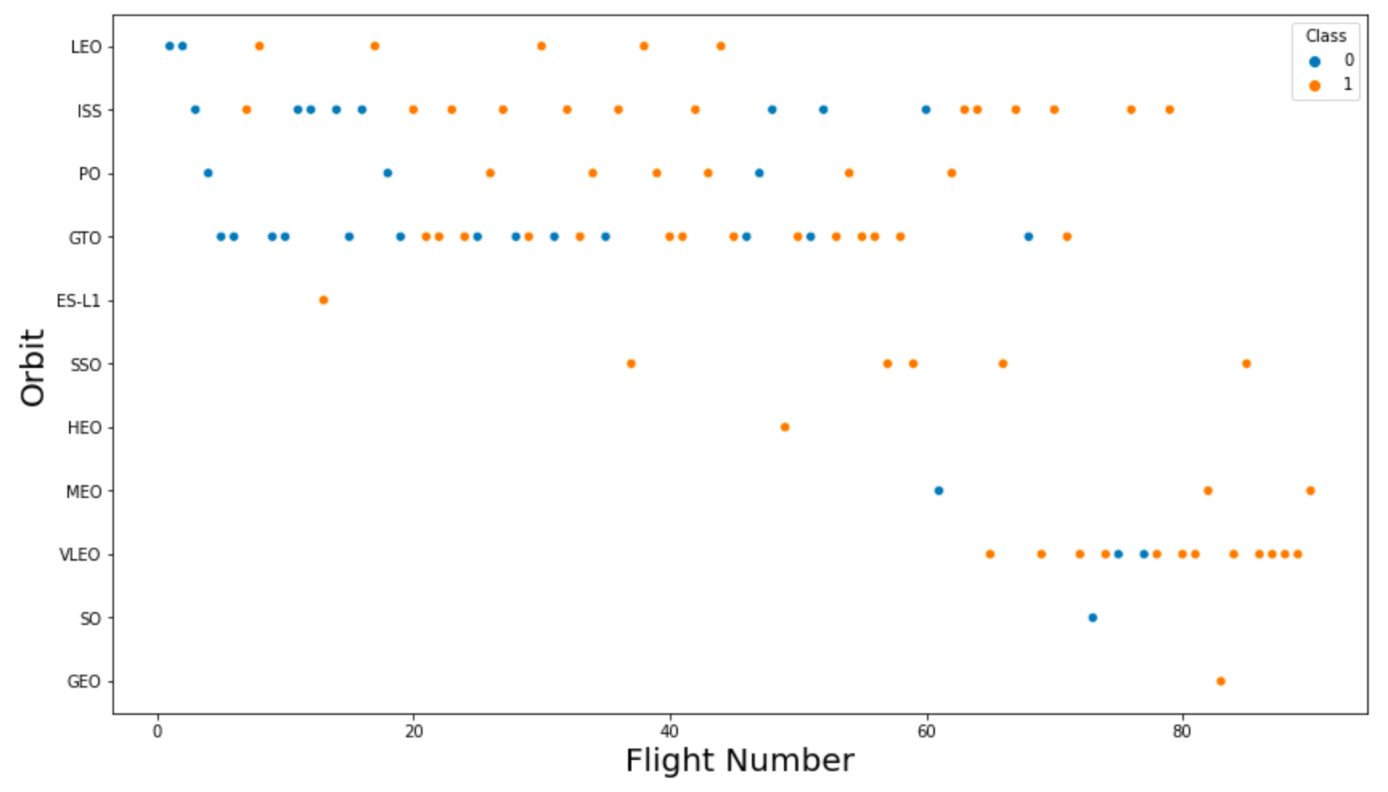 Class
0
1
LEO
ISS
PO
GTO
ES-L1
SSO
HEO
MEO
VLEO
SO
GEO
Orbit
0 20 40 60 80
Flight Number